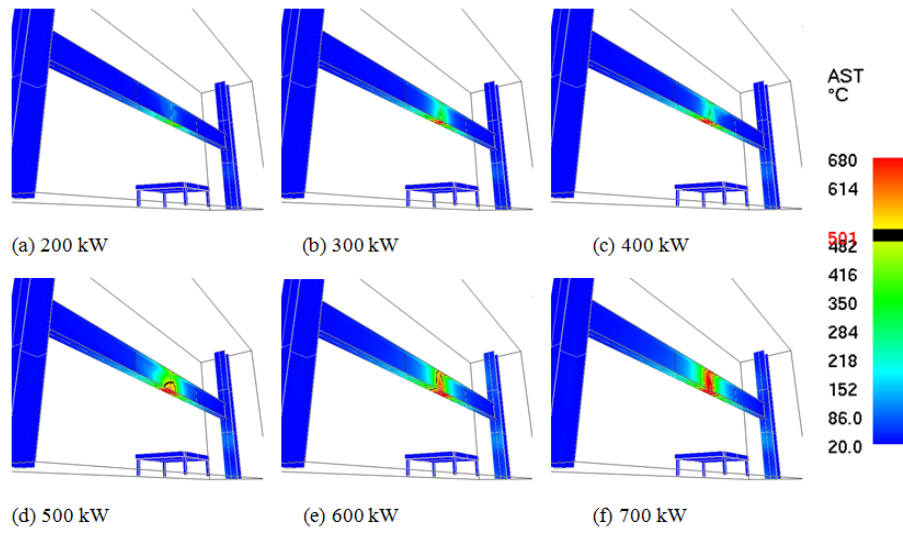 AST
°C
680
614
501
482
416
350
284
218
152
86.0
20.0
(a) 200 kW
(b) 300 kW
(c) 400 kW
(d) 500 kW
(e) 600 kW
(f) 700 kW